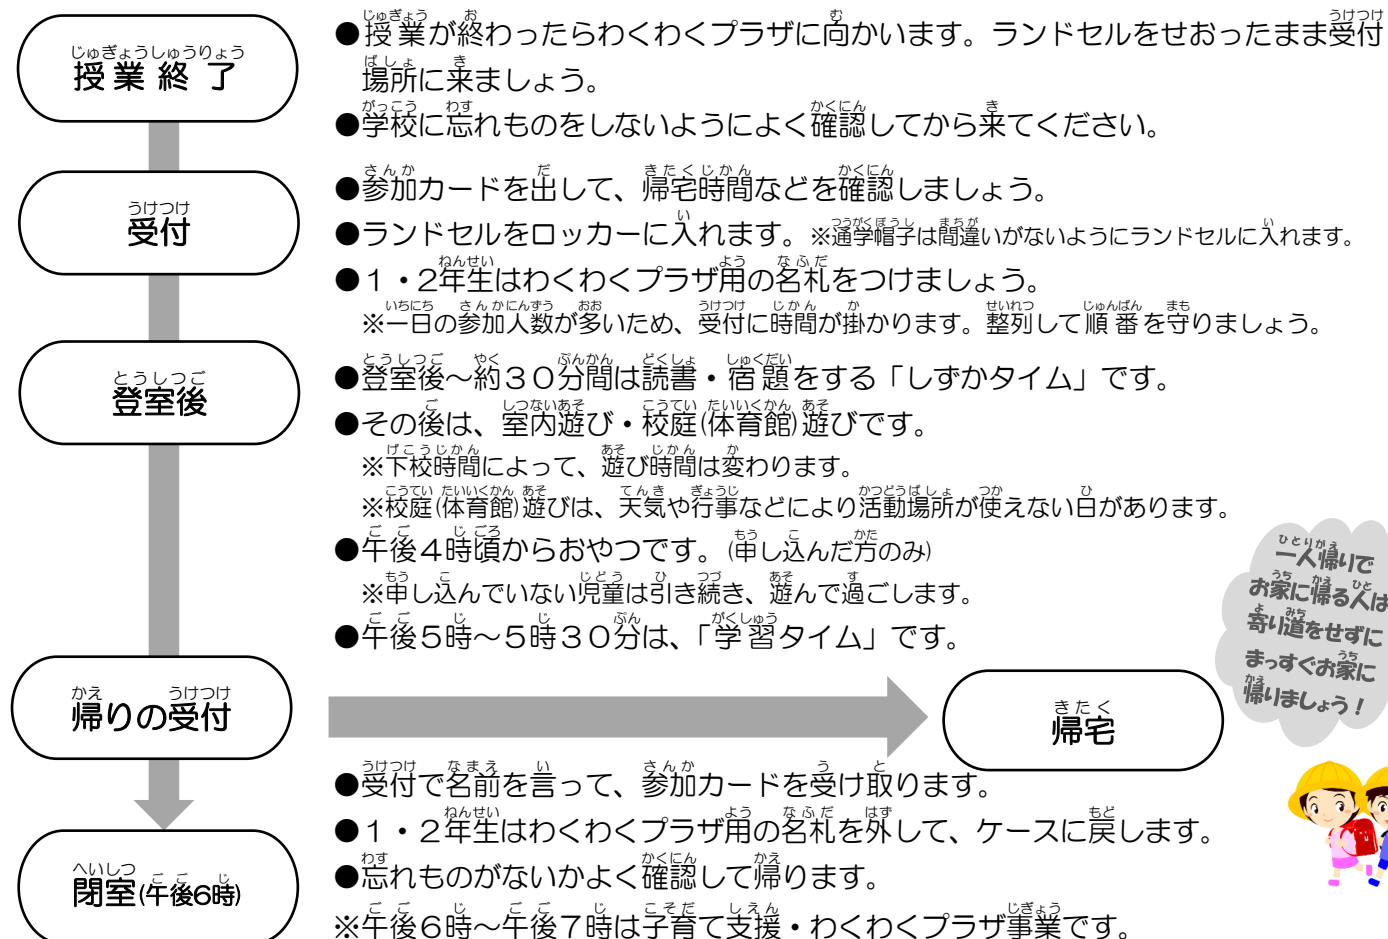 授業終了
●授業が終わったらわくわくプラザに向かいます。ランドセルをせおったまま受付
場所に来ましょう。
●学校に忘れものをしないようによく確認してから来てください。
受付
●参加カードを出して、帰宅時間などを確認しましょう。
●ランドセルをロッカーに入れます。※通学帽子は間違いがないようにランドセルに入れます。
●1・2年生はわくわくプラザ用の名札をつけましょう。
※一日の参加人数が多いため、受付に時間が掛かります。整列して順番を守りましょう。
登室後
●登室後～約30分間は読書・宿題をする「しずかタイム」です。
●その後は、室内遊び・校庭(体育館)遊びです。
※下校時間によって、遊び時間は変わります。
※校庭(体育館)遊びは、天気や行事などにより活動場所が使えない日があります。
●午後4時頃からおやつです。(申し込んだ方のみ)
※申し込んでいない児童は引き続き、遊んで過ごします。
●午後5時～5時30分は、「学習タイム」です。
一人帰りで
お家に帰る人は
寄り道をせずに
まっすぐお家に
帰りましょう！
帰りの受付
帰宅
●受付で名前を言って、参加カードを受け取ります。
●1・2年生はわくわくプラザ用の名札を外して、ケースに戻します。
●忘れものがないかよく確認して帰ります。
閉室(午後6時)
※午後6時～午後7時は子育て支援・わくわくプラザ事業です。